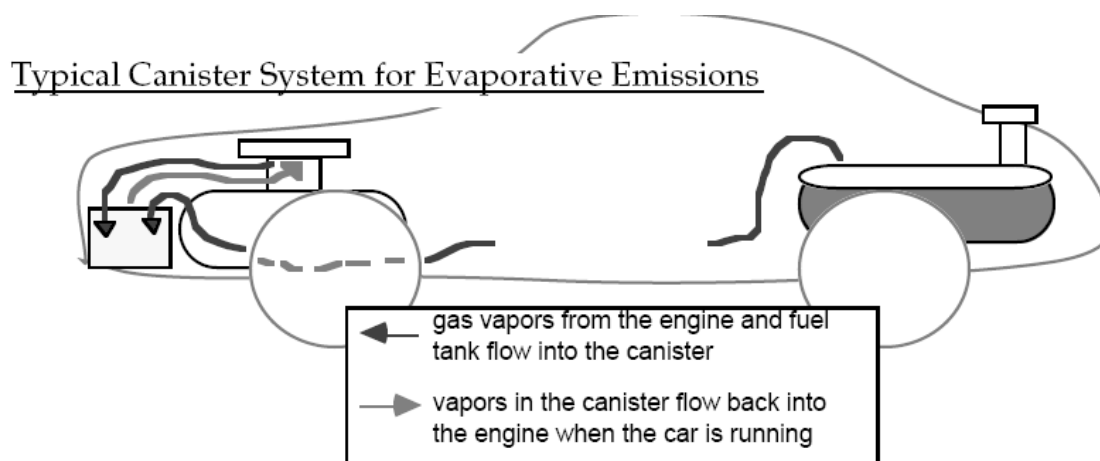 Typical Canister System for Evaporative Emissions
gas vapors from the engine and fuel
tank flow into the canister
vapors in the canister flow back into
the engine when the car is running